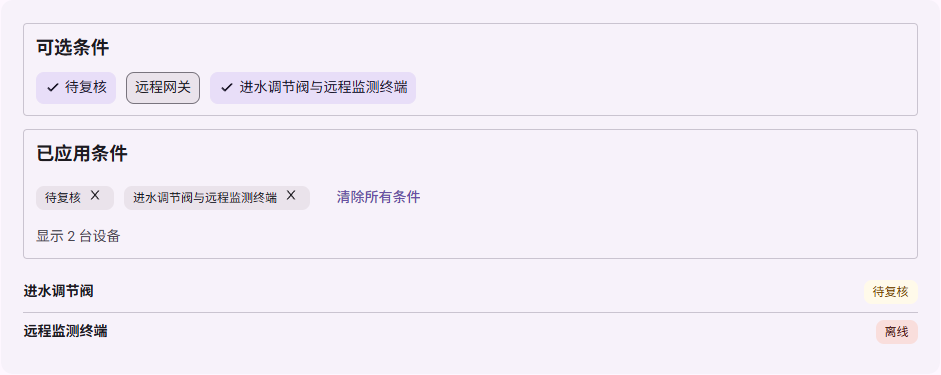 可选条件
待复核 远程网关 进水调节阀与远程监测终端
已应用条件
待复核 X 进水调节阀与远程监测终端 X 清除所有条件
显示 2 台设备
进水调节阀 待复核
远程监测终端 离线